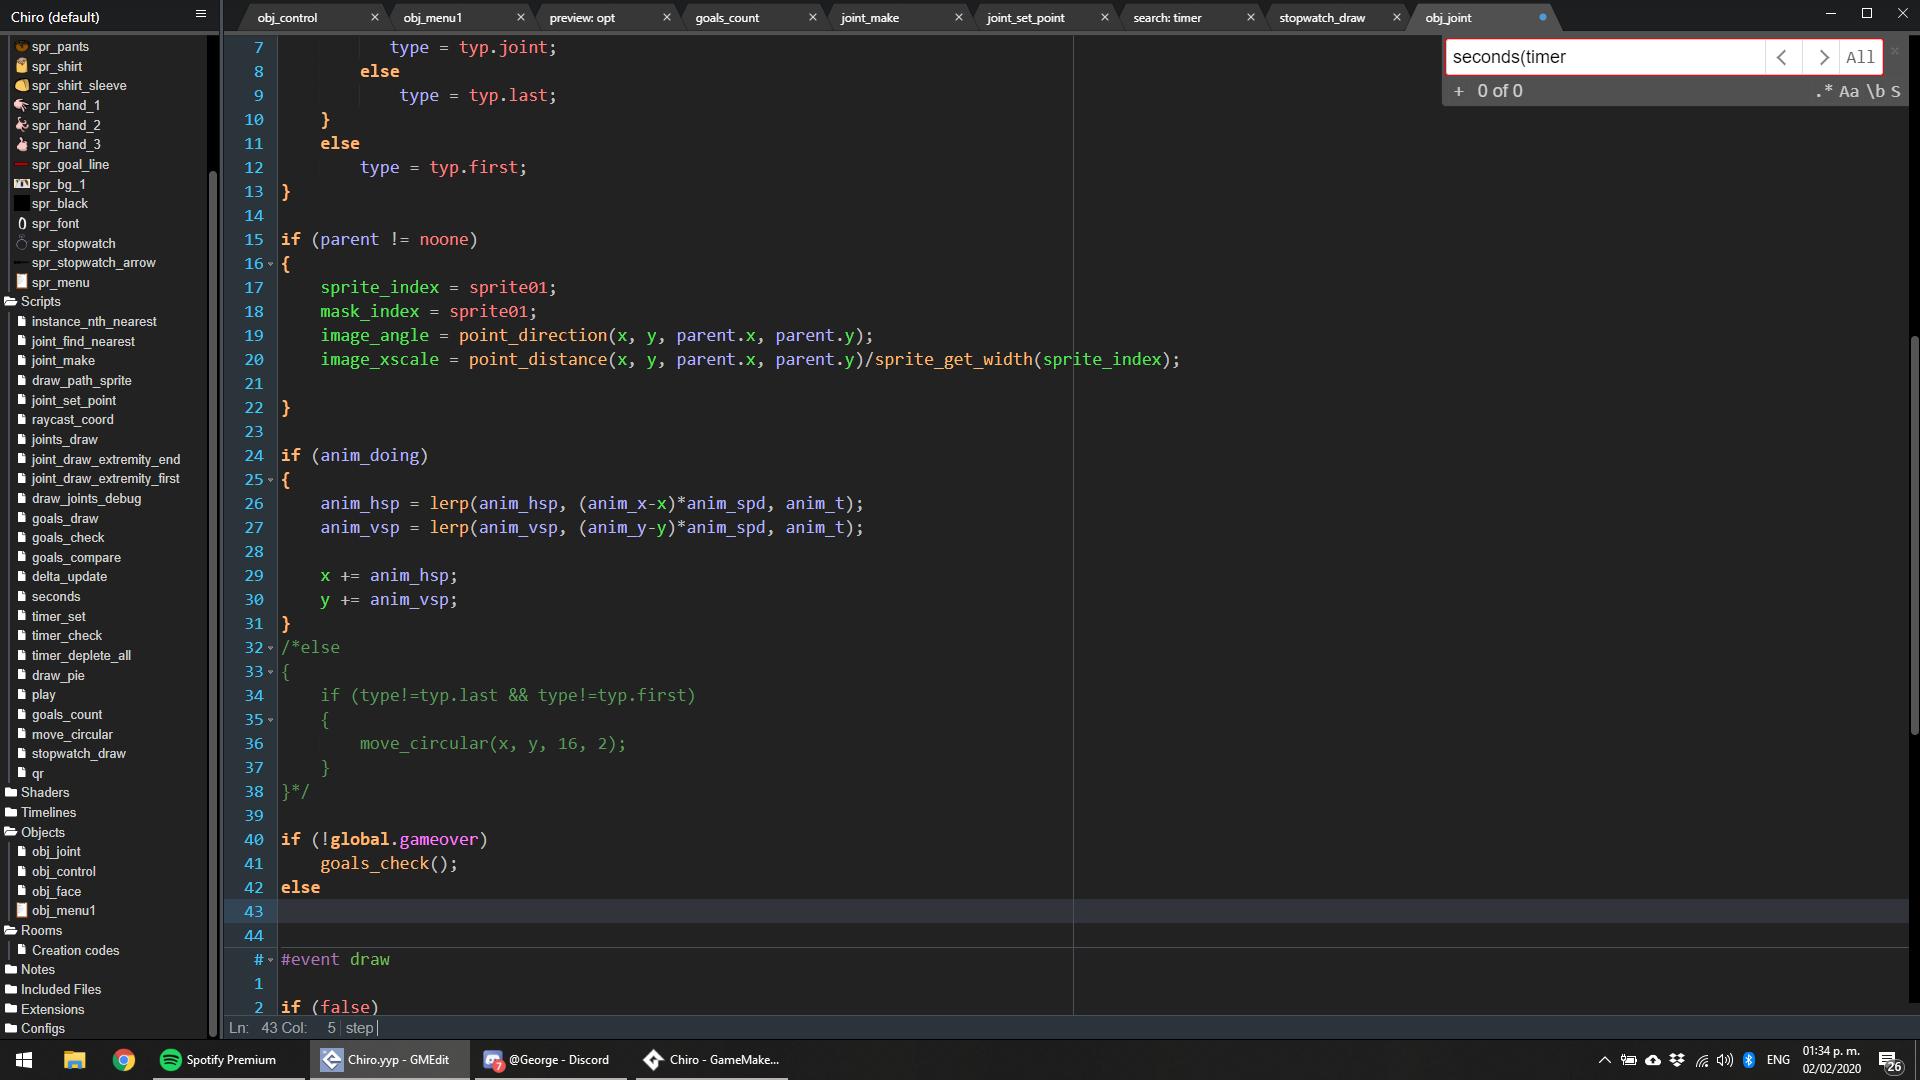 Chiro (default)
obj_control
obj_menu1
preview: opt
goals_count
joint_make
joint_set_point
search: timer
stopwatch_draw
obj_joint
spr_pants
spr_shirt
spr_shirt_sleeve
spr_hand_1
spr_hand_2
spr_hand_3
spr_goal_line
spr_bg_1
spr_black
spr_font
spr_stopwatch
spr_stopwatch_arrow
spr_menu
Scripts
instance_nth_nearest
joint_find_nearest
joint_make
draw_path_sprite
joint_set_point
raycast_coord
joints_draw
joint_draw_extremity_end
joint_draw_extremity_first
draw_joints_debug
goals_draw
goals_check
goals_compare
delta_update
seconds
timer_set
timer_check
timer_deplete_all
draw_pie
play
goals_count
move_circular
stopwatch_draw
qr
Shaders
Timelines
Objects
obj_joint
obj_control
obj_face
obj_menu1
Rooms
Creation codes
Notes
Included Files
Extensions
Configs
7 type = typ.joint;
8 else
9 type = typ.last;
10 }
11 else
12 type = typ.first;
13 }
14
15 if (parent != noone)
16 {
17 sprite_index = sprite01;
18 mask_index = sprite01;
19 image_angle = point_direction(x, y, parent.x, parent.y);
20 image_xscale = point_distance(x, y, parent.x, parent.y)/sprite_get_width(sprite_index);
21
22 }
23
24 if (anim_doing)
25 {
26 anim_hsp = lerp(anim_hsp, (anim_x-x)*anim_spd, anim_t);
27 anim_vsp = lerp(anim_vsp, (anim_y-y)*anim_spd, anim_t);
28
29 x += anim_hsp;
30 y += anim_vsp;
31 }
32 /*else
33 {
34 if (type!=typ.last && type!=typ.first)
35 {
36 move_circular(x, y, 16, 2);
37 }
38 }*/
39
40 if (!global.gameover)
41 goals_check();
42 else
43
44
# #event draw
1
2 if (false)
seconds(timer
All
+ 0 of 0
.* Aa \b S
Ln: 43 Col: 5 step
Spotify Premium
Chiro.yyp - GMEdit
7
@George - Discord
Chiro - GameMake...
ENG
01:34 p. m.
02/02/2020
26